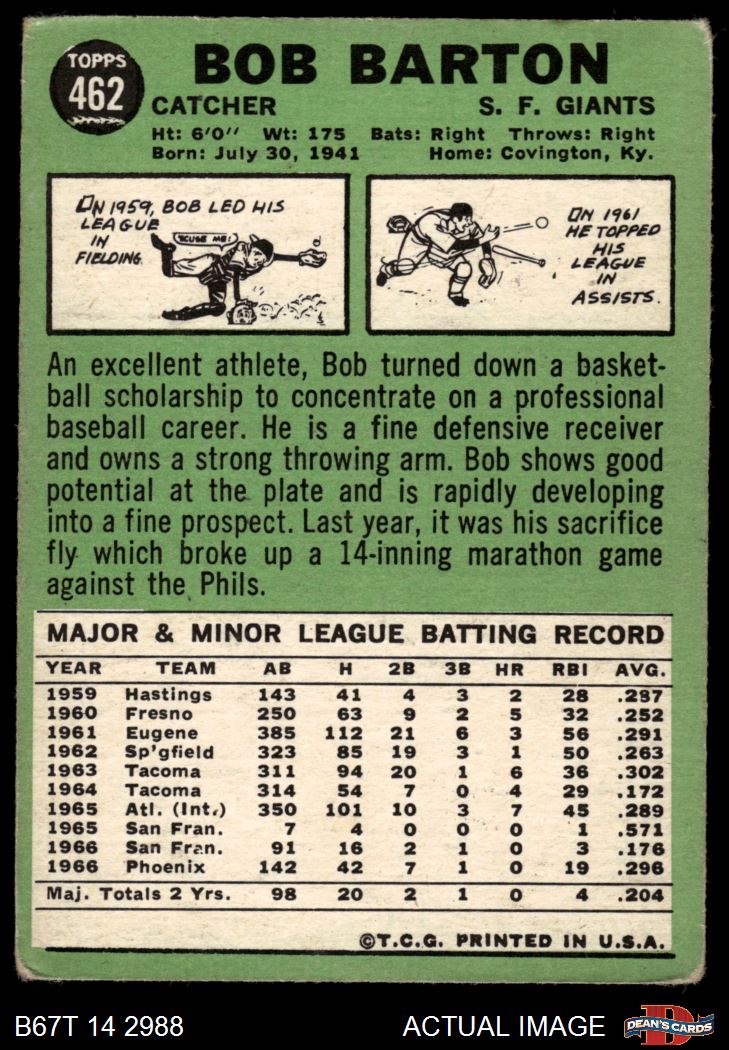 TOPPS
462
BOB BARTON
CATCHER S. F. GIANTS
Ht: 6'0" Wt: 175 Bats: Right Throws: Right
Born: July 30, 1941 Home: Covington, Ky.
IN 1959, BOB LED HIS
LEAGUE
IN
FIELDING.
'SCUSE ME!
IN 1961
HE TOPPED
HIS
LEAGUE
IN
ASSISTS.
An excellent athlete, Bob turned down a basket-
ball scholarship to concentrate on a professional
baseball career. He is a fine defensive receiver
and owns a strong throwing arm. Bob shows good
potential at the plate and is rapidly developing
into a fine prospect. Last year, it was his sacrifice
fly which broke up a 14-inning marathon game
against the Phils.
MAJOR & MINOR LEAGUE BATTING RECORD
YEAR TEAM AB H 2B 3B HR RBI AVG.
1959 Hastings 143 41 4 3 2 28 .287
1960 Fresno 250 63 9 2 5 32 .252
1961 Eugene 385 112 21 6 3 56 .291
1962 Sp'gfield 323 85 19 3 1 50 .263
1963 Tacoma 311 94 20 1 6 36 .302
1964 Tacoma 314 54 7 0 4 29 .172
1965 Atl. (Int.) 350 101 10 3 7 45 .289
1965 San Fran. 7 4 0 0 0 1 .571
1966 San Fran. 91 16 2 1 0 3 .176
1966 Phoenix 142 42 7 1 0 19 .296
Maj. Totals 2 Yrs. 98 20 2 1 0 4 .204
©T.C.G. PRINTED IN U.S.A.
B67T 14 2988 ACTUAL IMAGE
D
DEAN'S CARDS